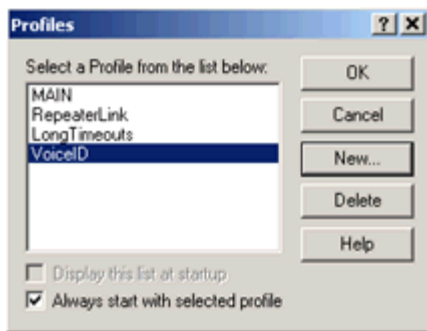 Profiles
Select a Profile from the list below:
MAIN
RepeaterLink
LongTimeouts
VoiceID
OK
Cancel
New...
Delete
Help
Display this list at startup
Always start with selected profile